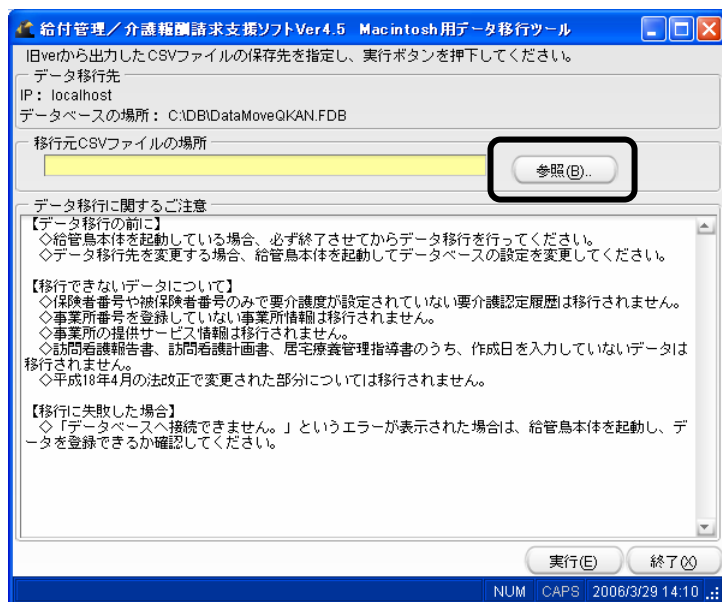 給付管理／介護報酬請求支援ソフトVer4.5 Macintosh用データ移行ツール
旧verから出力したCSVファイルの保存先を指定し、実行ボタンを押下してください。
データ移行先
IP： localhost
データベースの場所： C:\DB\DataMoveQKAN.FDB
移行元CSVファイルの場所
参照(B)..
データ移行に関するご注意
【データ移行の前に】
◇給管鳥本体を起動している場合、必ず終了させてからデータ移行を行ってください。
◇データ移行先を変更する場合、給管鳥本体を起動してデータベースの設定を変更してください。
【移行できないデータについて】
◇保険者番号や被保険者番号のみで要介護度が設定されていない要介護認定履歴は移行されません。
◇事業所番号を登録していない事業所情報は移行されません。
◇事業所の提供サービス情報は移行されません。
◇訪問看護報告書、訪問看護計画書、居宅療養管理指導書のうち、作成日を入力していないデータは
移行されません。
◇平成18年4月の法改正で変更された部分については移行されません。
【移行に失敗した場合】
◇「データベースへ接続できません。」というエラーが表示された場合は、給管鳥本体を起動し、デ
ータを登録できるか確認してください。
実行(E) 終了(X)
NUM CAPS 2006/3/29 14:10